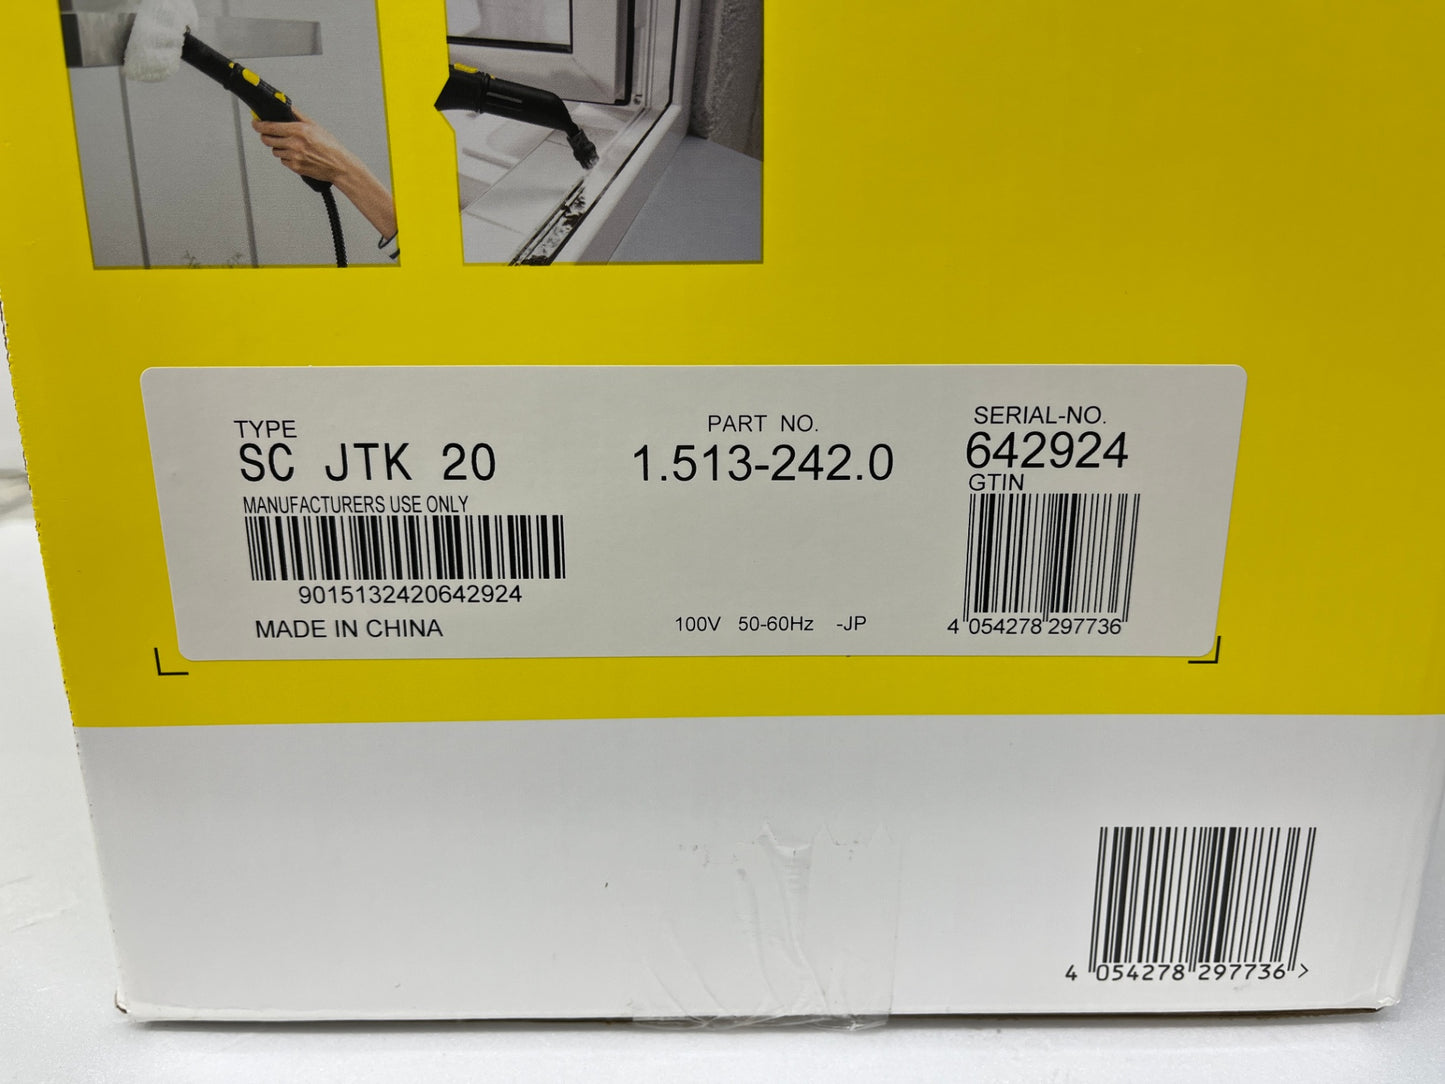 TYPE
SC JTK 20
MANUFACTURERS USE ONLY
9015132420642924
MADE IN CHINA
PART NO.
1.513-242.0
100V 50-60Hz -JP
SERIAL-NO.
642924
GTIN
4 054278 297736
4 054278 297736 >